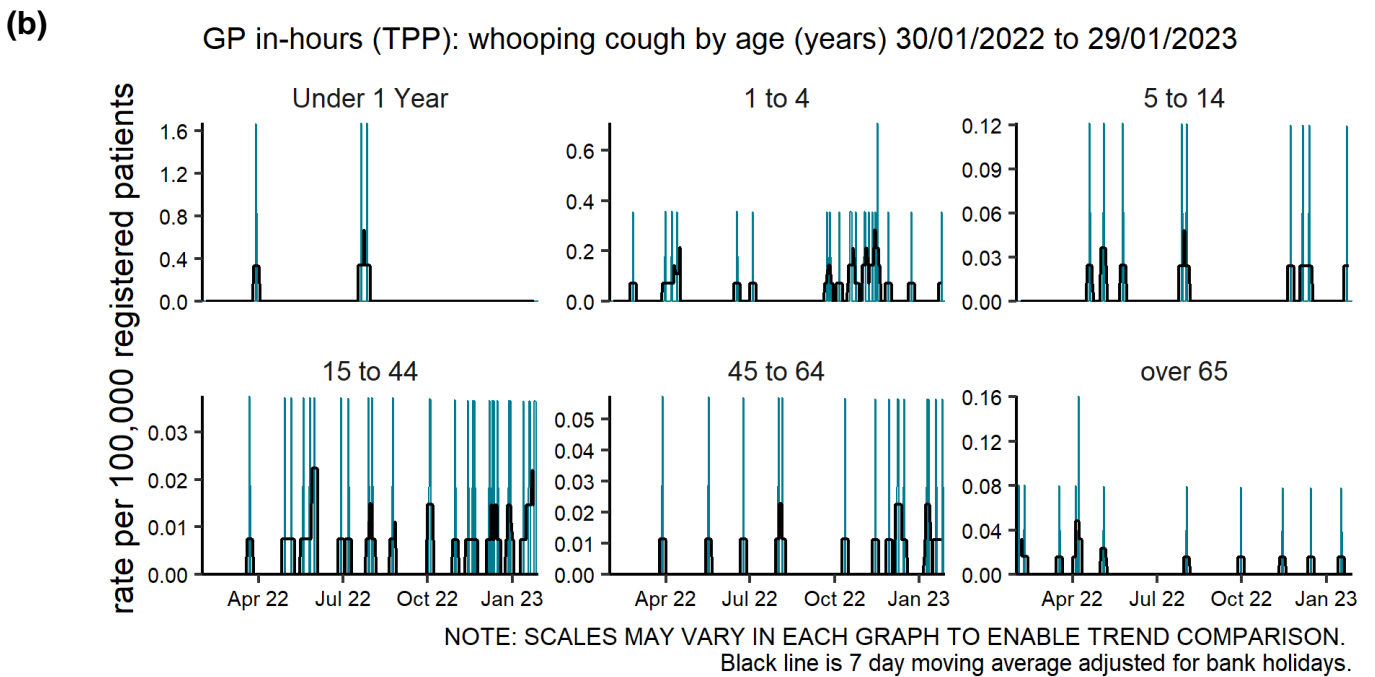 (b)
GP in-hours (TPP): whooping cough by age (years) 30/01/2022 to 29/01/2023
rate per 100,000 registered patients
Under 1 Year
1.6
1.2
0.8
0.4
0.0
1 to 4
0.6
0.4
0.2
0.0
5 to 14
0.12
0.09
0.06
0.03
0.00
15 to 44
0.03
0.02
0.01
0.00
Apr 22 Jul 22 Oct 22 Jan 23
45 to 64
0.05
0.04
0.03
0.02
0.01
0.00
Apr 22 Jul 22 Oct 22 Jan 23
over 65
0.16
0.12
0.08
0.04
0.00
Apr 22 Jul 22 Oct 22 Jan 23
NOTE: SCALES MAY VARY IN EACH GRAPH TO ENABLE TREND COMPARISON.
Black line is 7 day moving average adjusted for bank holidays.